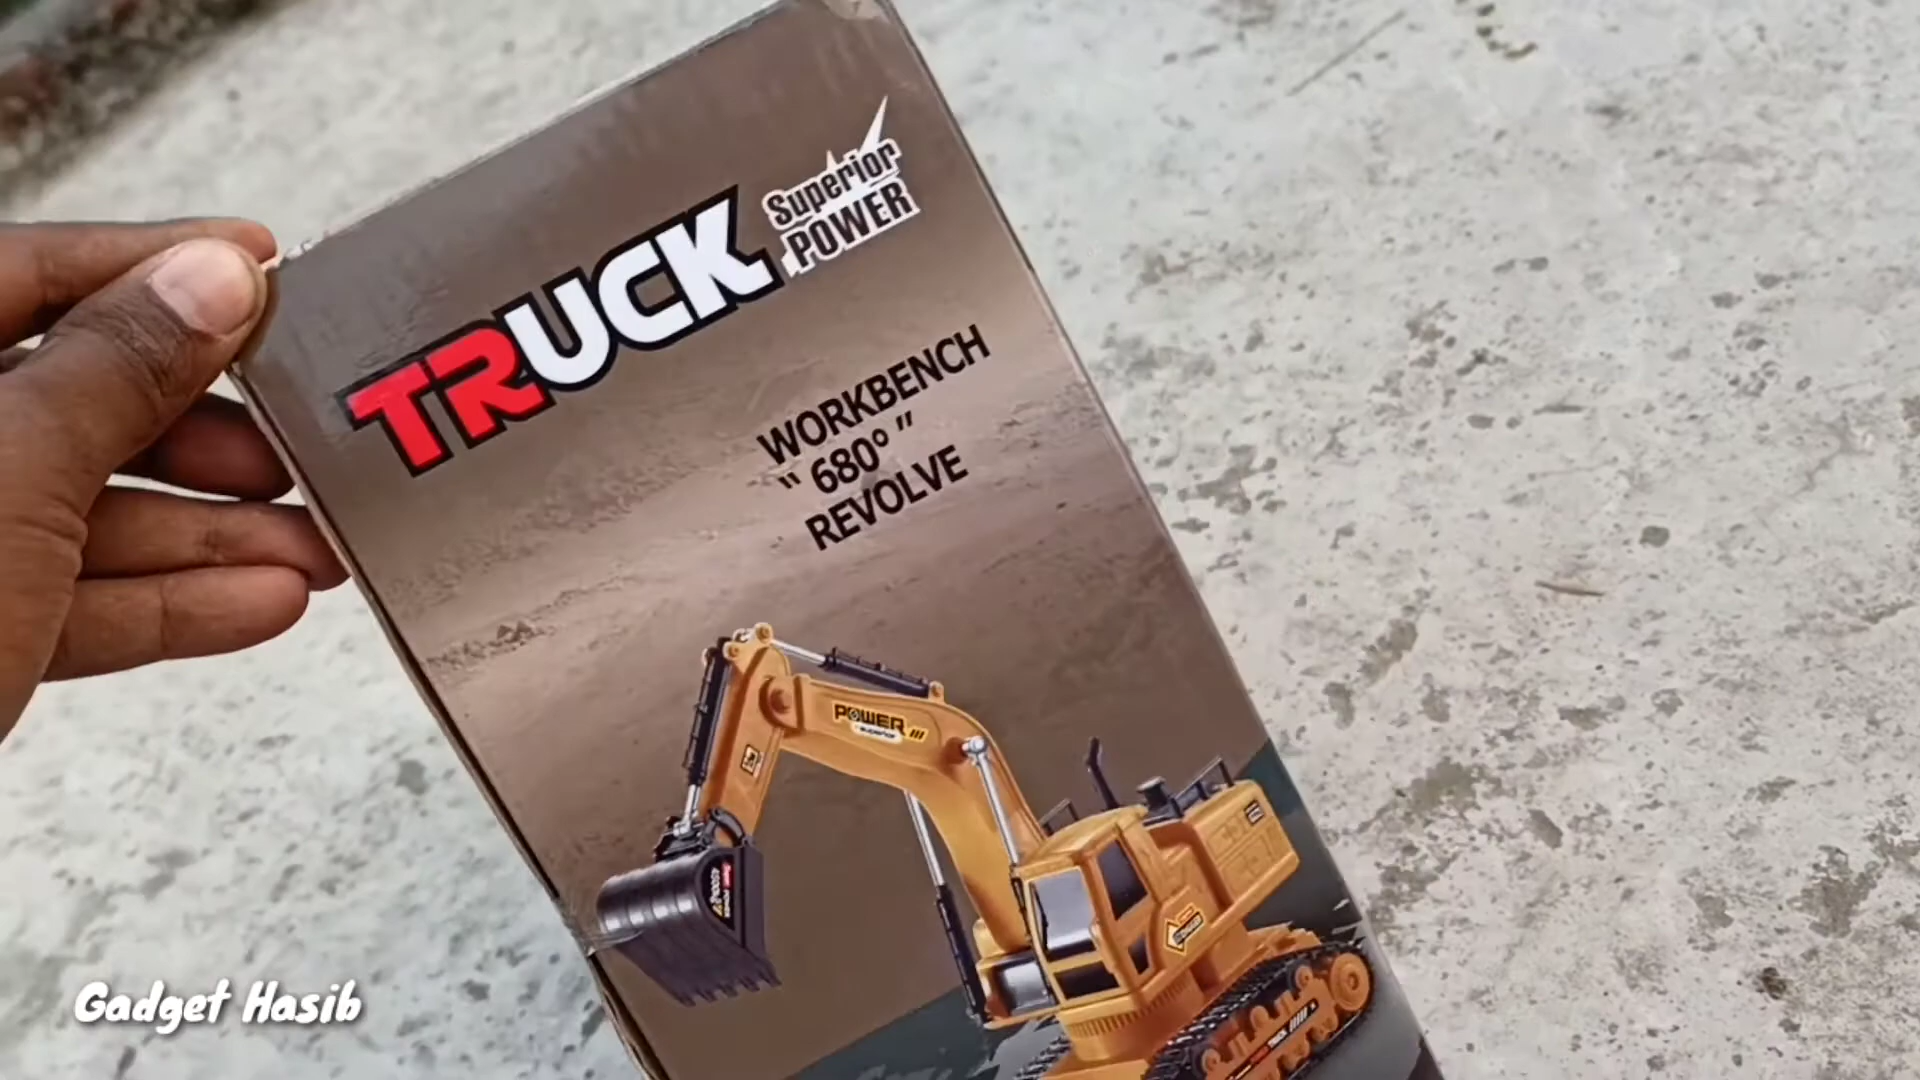 TRUCK
Superior
POWER
WORKBENCH
“ 680° ”
REVOLVE
POWER
superior
Gadget Hasib